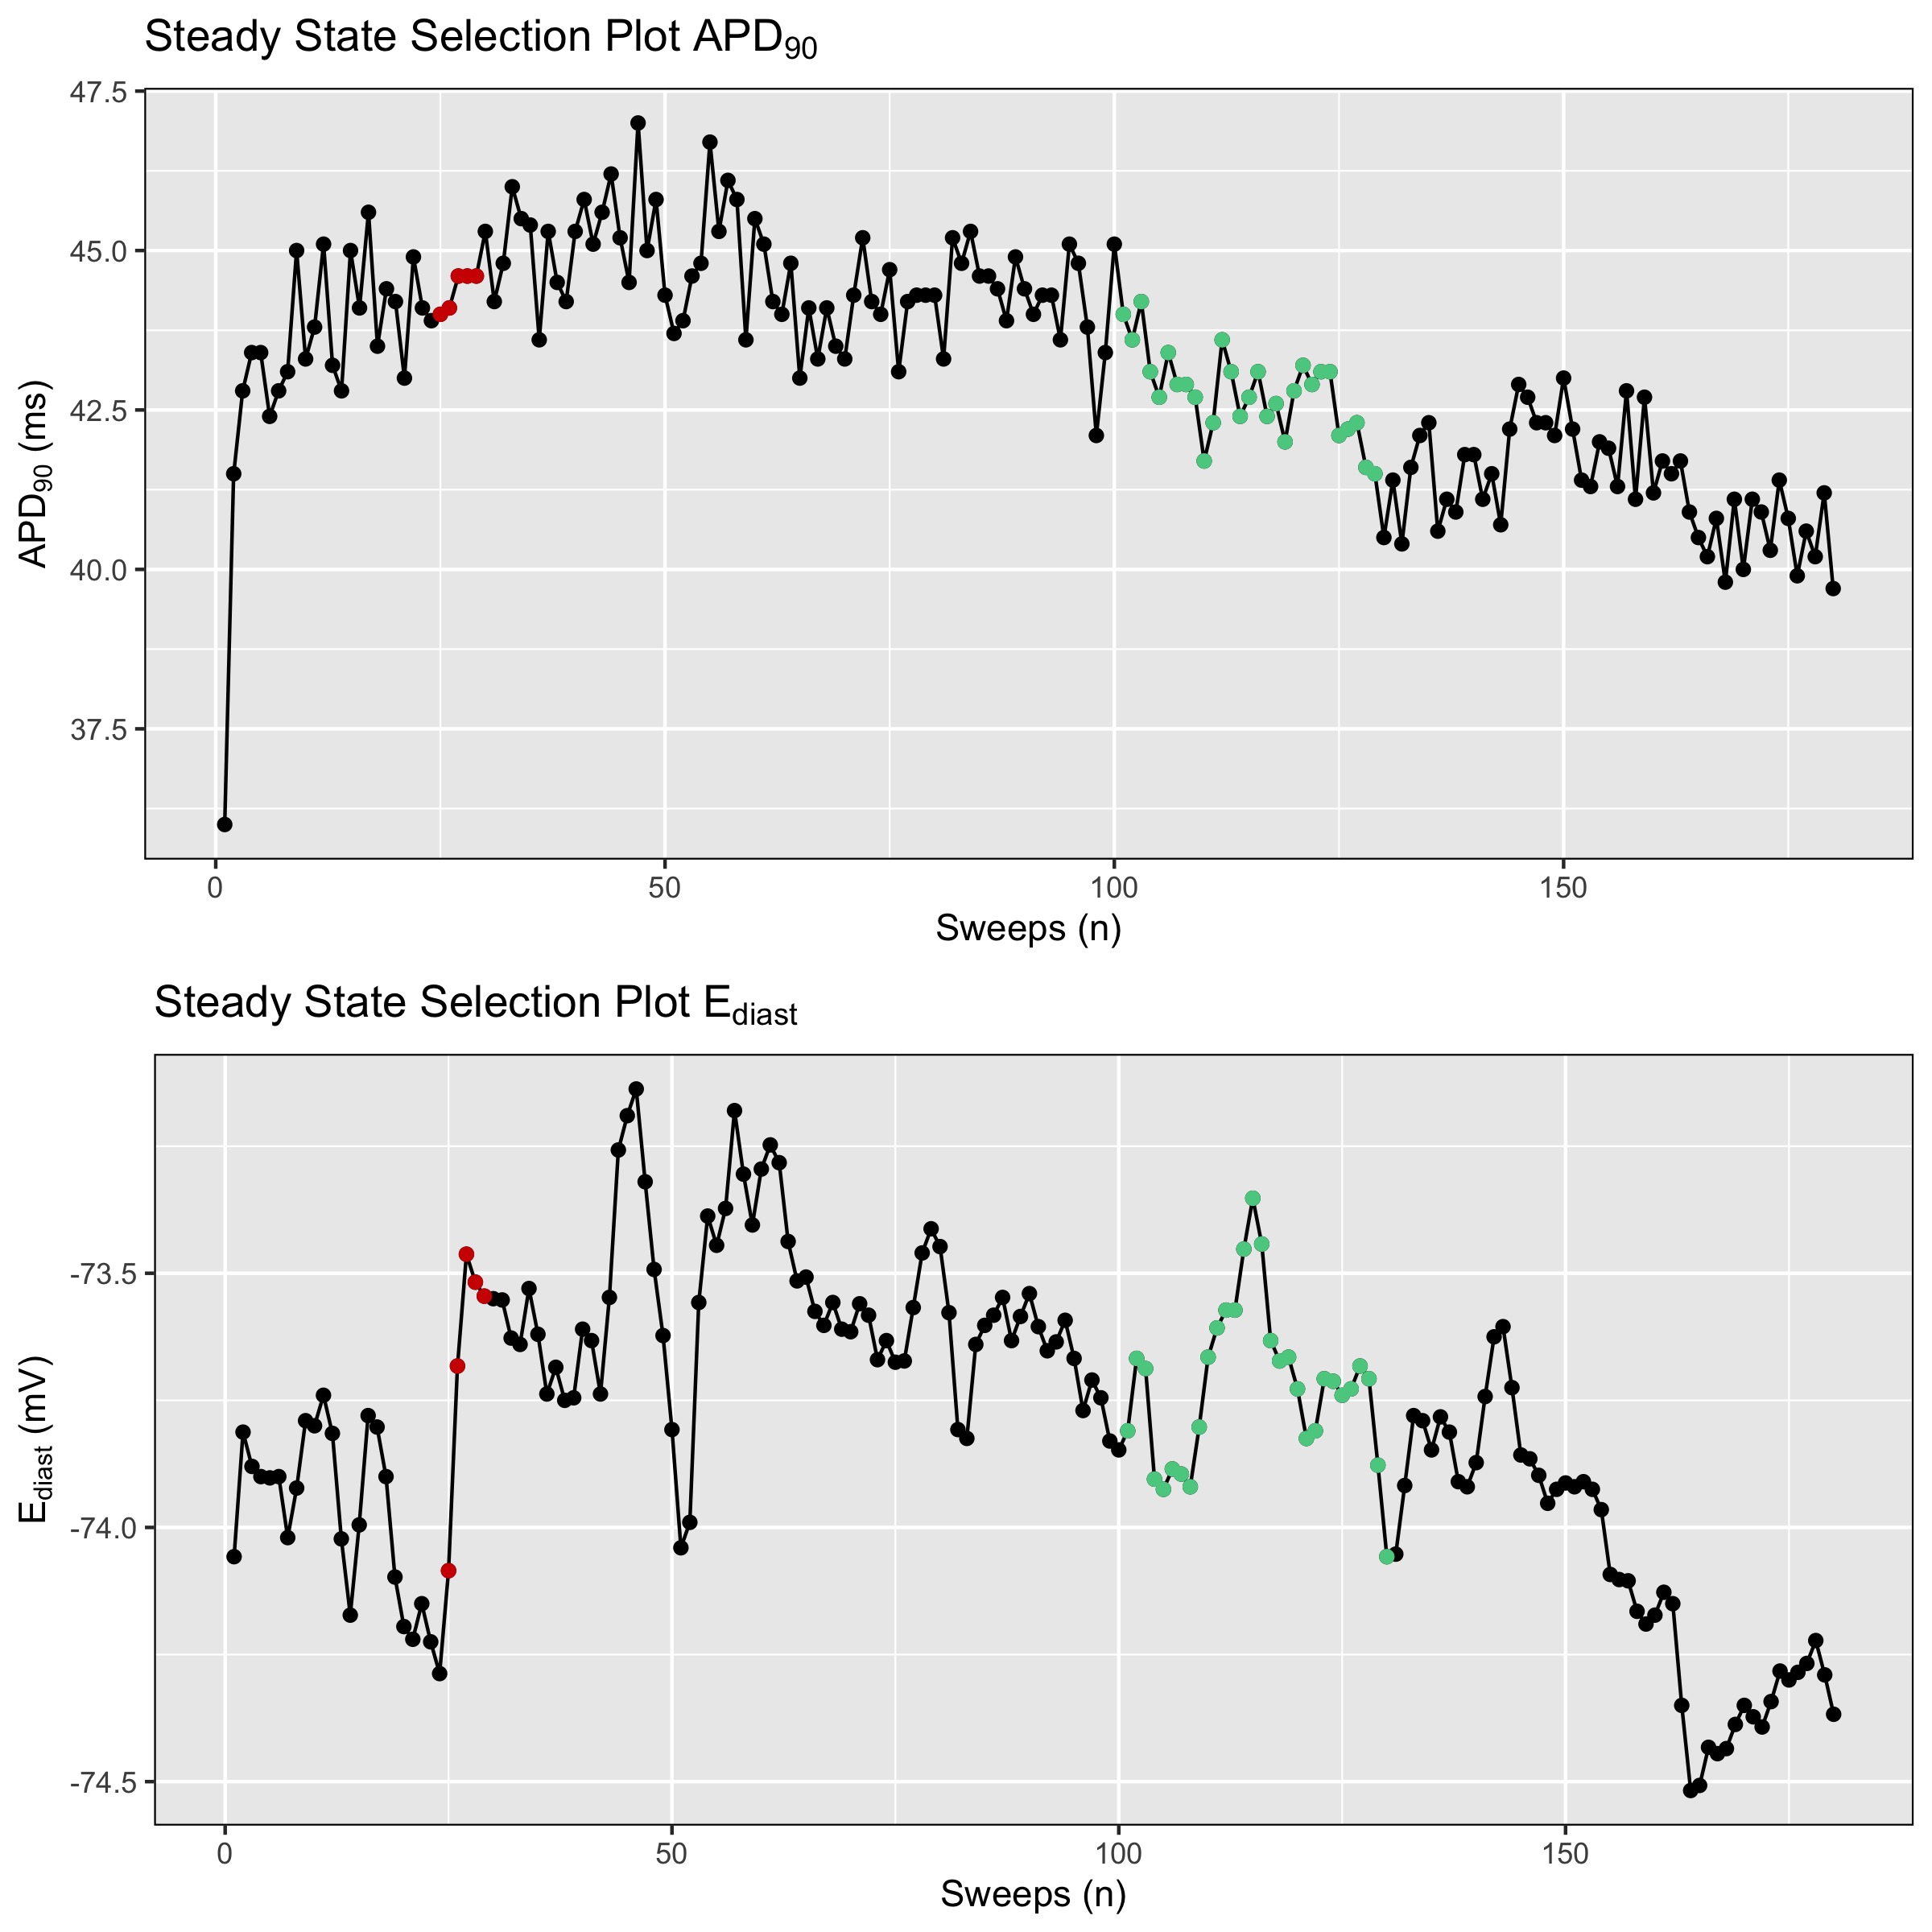 Steady State Selection Plot APD90
47.5
45.0
42.5
40.0
37.5
APD90 (ms)
0 50 100 150
Sweeps (n)
Steady State Selection Plot Ediast
-73.5
-74.0
-74.5
Ediast (mV)
0 50 100 150
Sweeps (n)